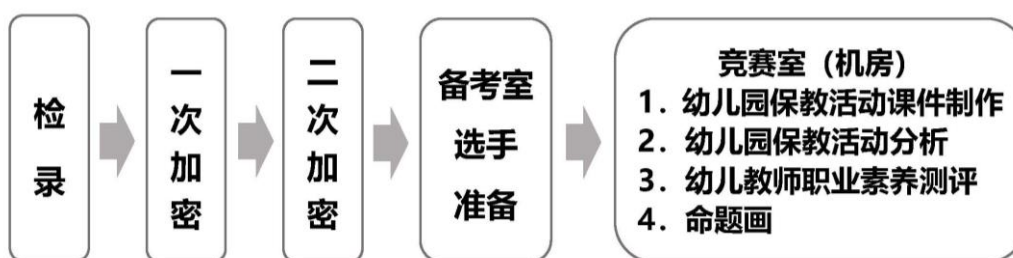 检录
一次加密
二次加密
备考室
选手
准备
竞赛室（机房）
1. 幼儿园保教活动课件制作
2. 幼儿园保教活动分析
3. 幼儿教师职业素养测评
4. 命题画